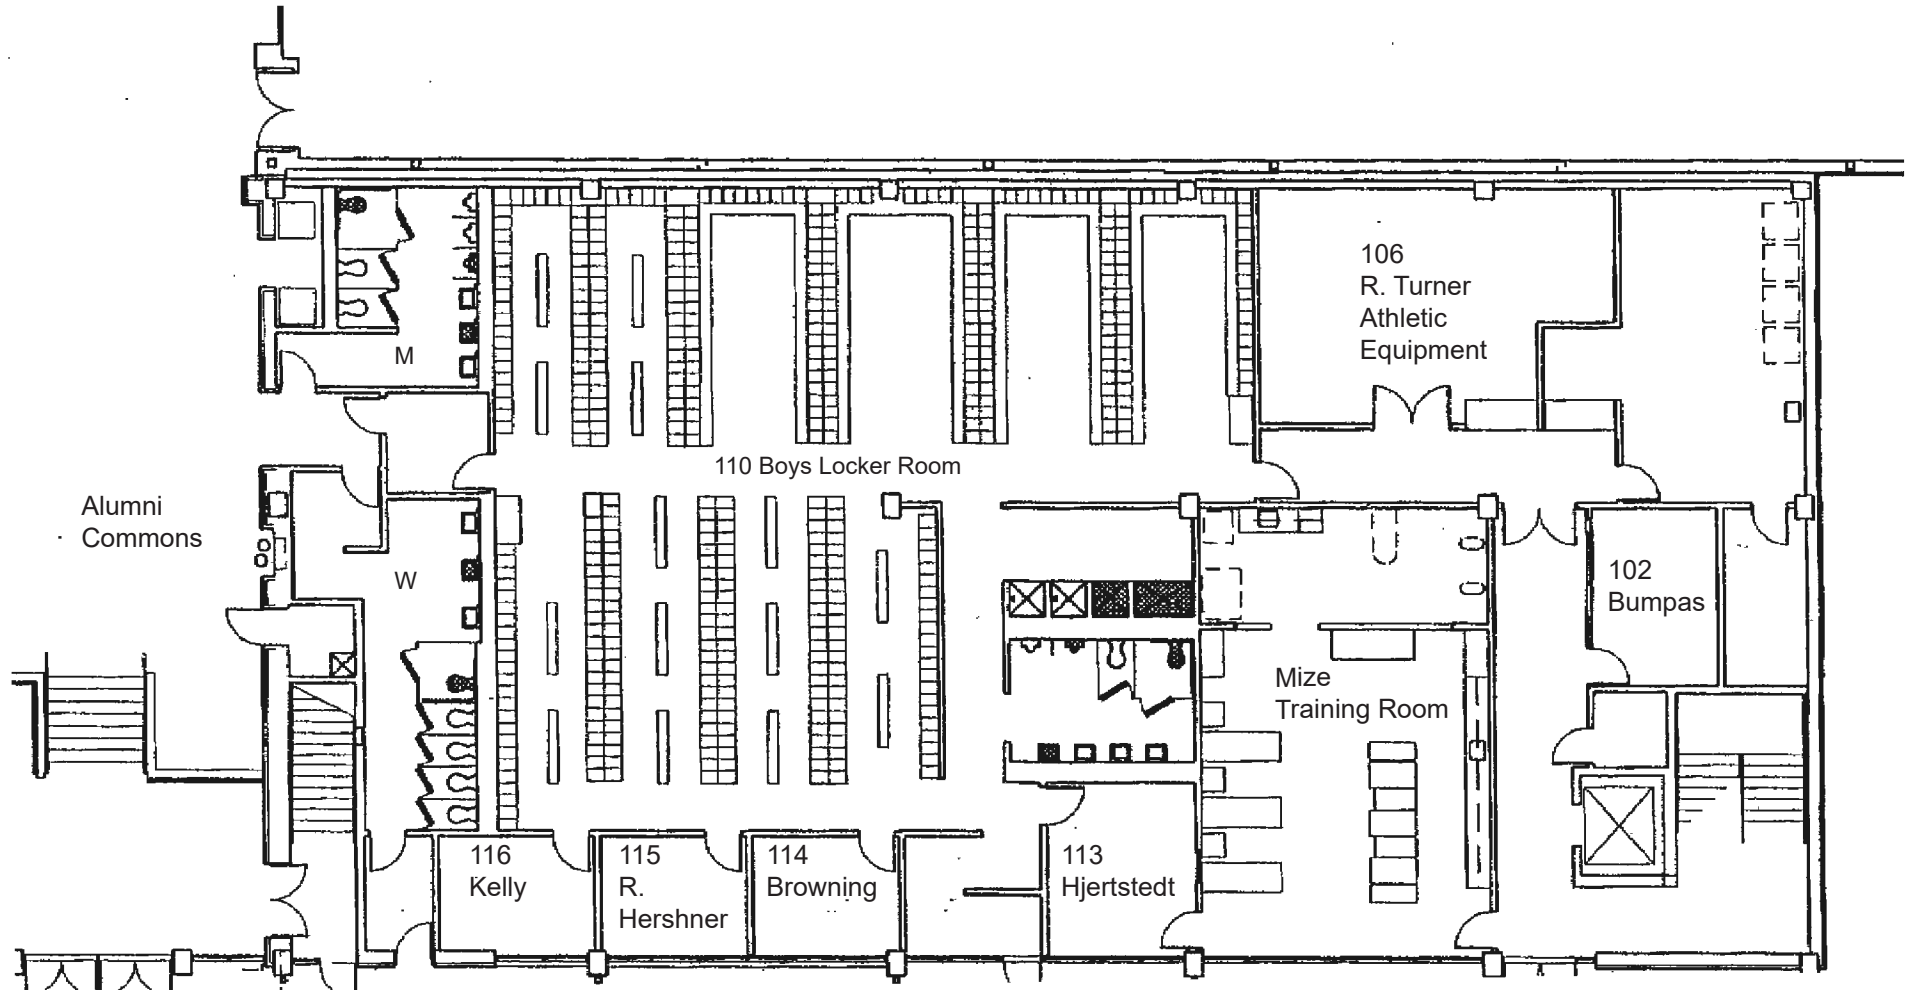 M
106
R. Turner
Athletic
Equipment
110 Boys Locker Room
Alumni
Commons
W
102
Bumpas
Mize
Training Room
116
Kelly
115
R.
Hershner
114
Browning
113
Hjertstedt